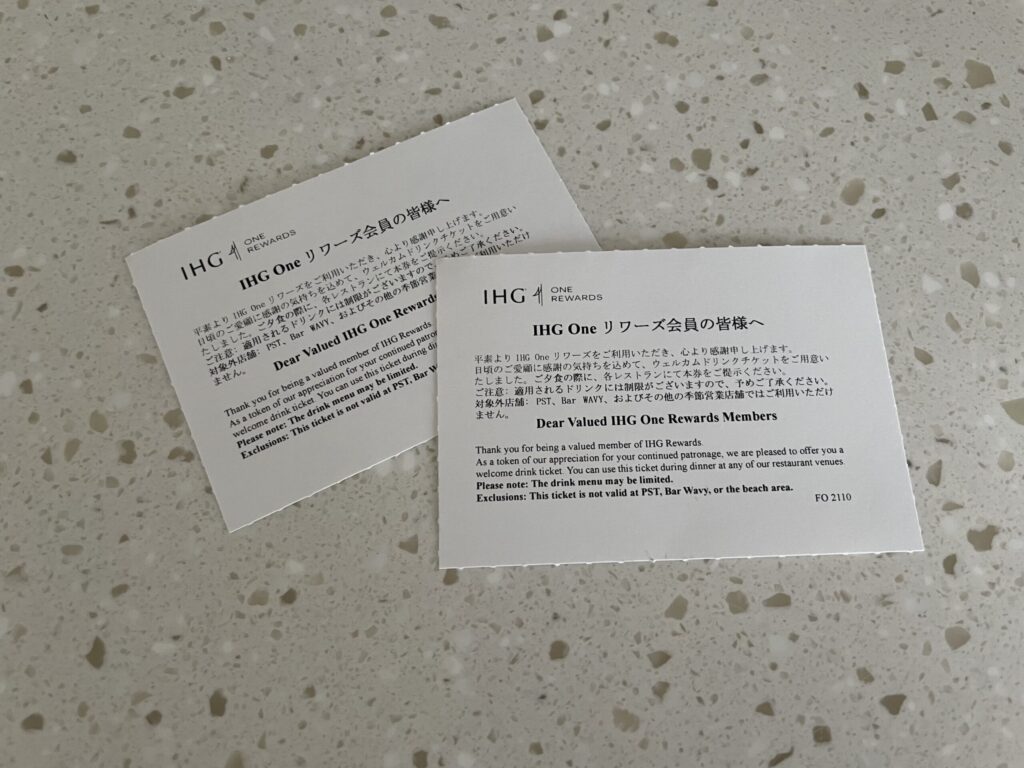 IHG ONE REWARDS
IHG One リワーズ会員の皆様へ
平素より IHG One リワーズをご利用いただき、心より感謝申し上げます。
日頃のご愛顧に感謝の気持ちを込めて、ウェルカムドリンクチケットをご用意い
たしました。ご夕食の際に、各レストランにて本券をご提示ください。
ご注意: 適用されるドリンクには制限がございますので、予めご了承ください。
対象外店舗: PST、Bar WAVY、およびその他の季節営業
ません。
Dear Valued IHG One Rewards
Thank you for being a valued member of IHG Rewards
As a token of our appreciation for your continued patron
welcome drink ticket. You can use this ticket during din
Please note: The drink menu may be limited.
Exclusions: This ticket is not valid at PST, Bar W
IHG ONE REWARDS
IHG One リワーズ会員の皆様へ
平素より IHG One リワーズをご利用いただき、心より感謝申し上げます。
日頃のご愛顧に感謝の気持ちを込めて、ウェルカムドリンクチケットをご用意い
たしました。ご夕食の際に、各レストランにて本券をご提示ください。
ご注意: 適用されるドリンクには制限がございますので、予めご了承ください。
対象外店舗: PST、Bar WAVY、およびその他の季節営業店舗ではご利用いただけ
ません。
Dear Valued IHG One Rewards Members
Thank you for being a valued member of IHG Rewards.
As a token of our appreciation for your continued patronage, we are pleased to offer you a
welcome drink ticket. You can use this ticket during dinner at any of our restaurant venues.
Please note: The drink menu may be limited.
Exclusions: This ticket is not valid at PST, Bar Wavy, or the beach area.
FO 2110